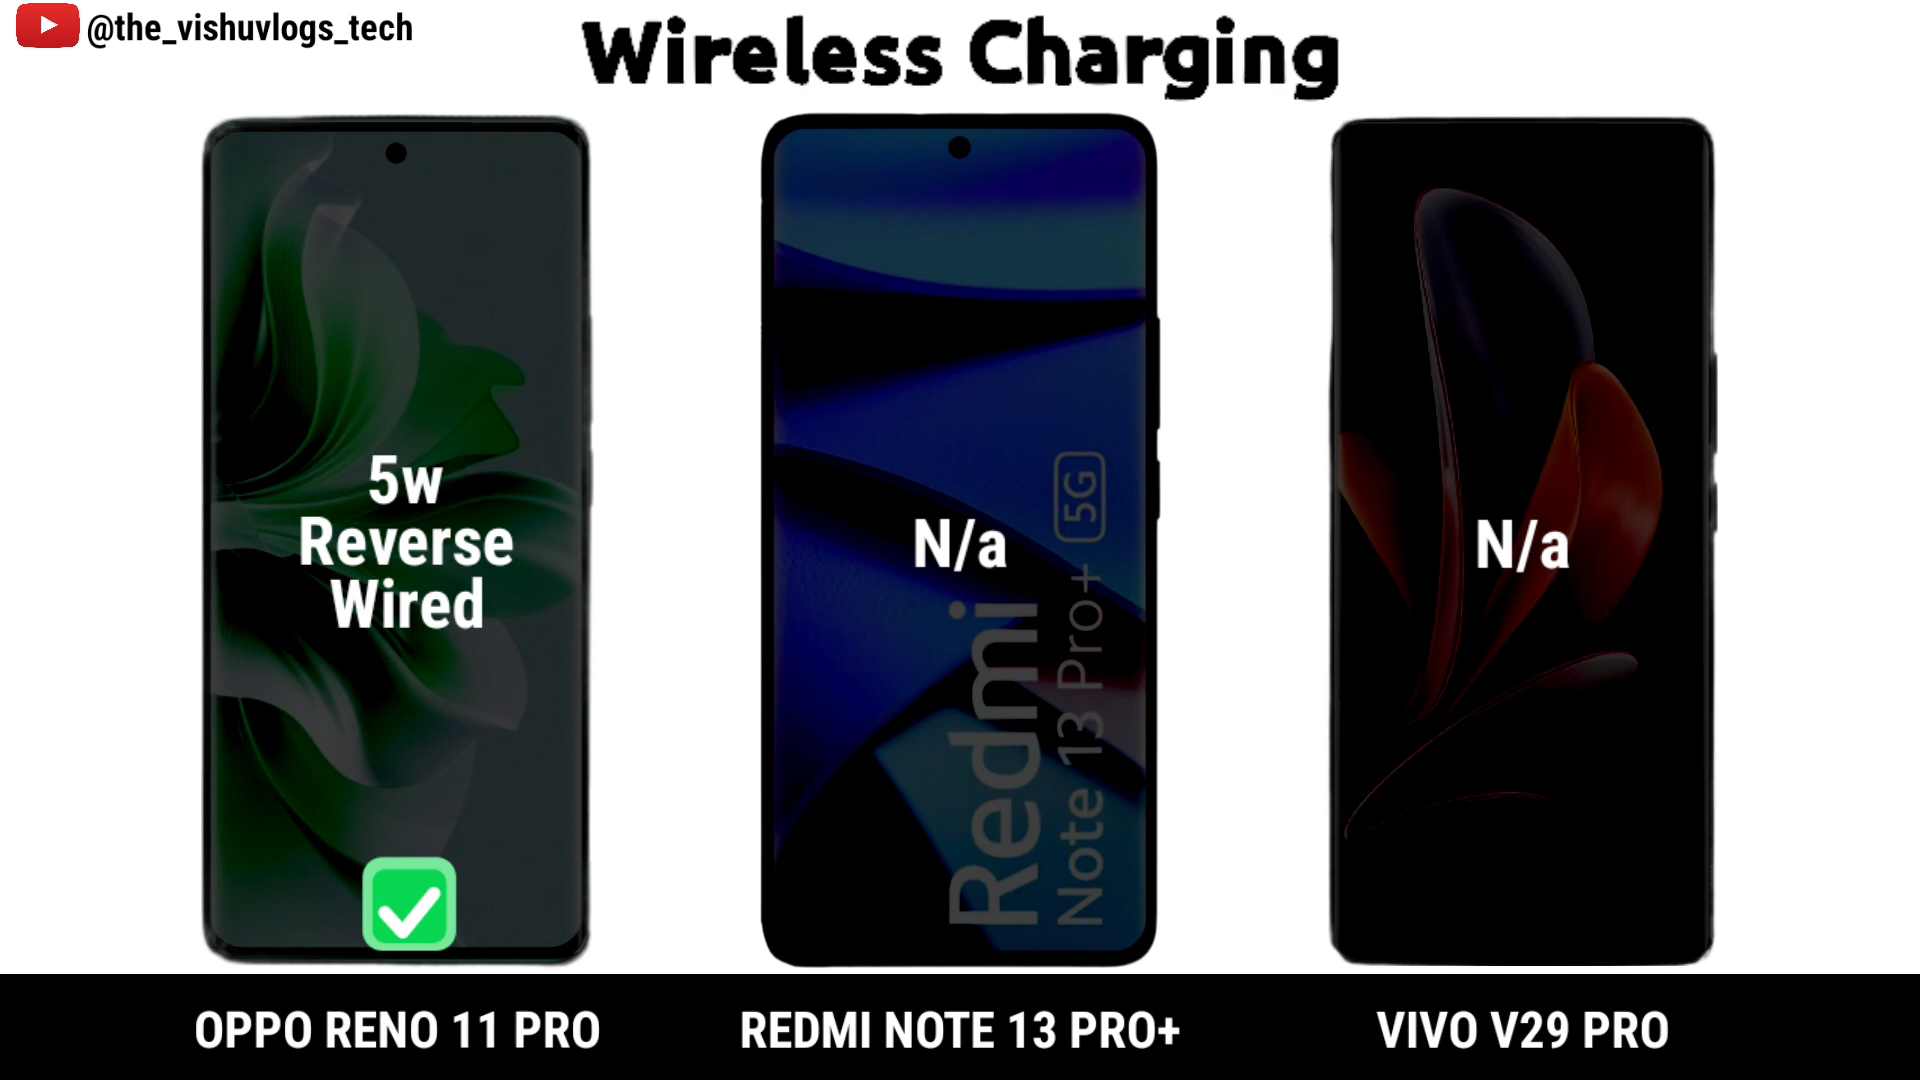 @the_vishuvlogs_tech
Wireless Charging
5w
Reverse
Wired
N/a
Redmi
Note 13 Pro+ 5G
N/a
OPPO RENO 11 PRO
REDMI NOTE 13 PRO+
VIVO V29 PRO